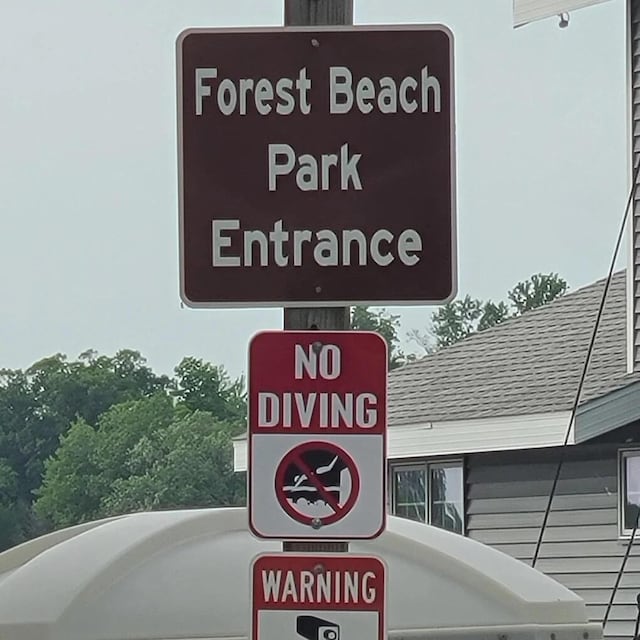 Forest Beach
Park
Entrance
NO
DIVING
WARNING